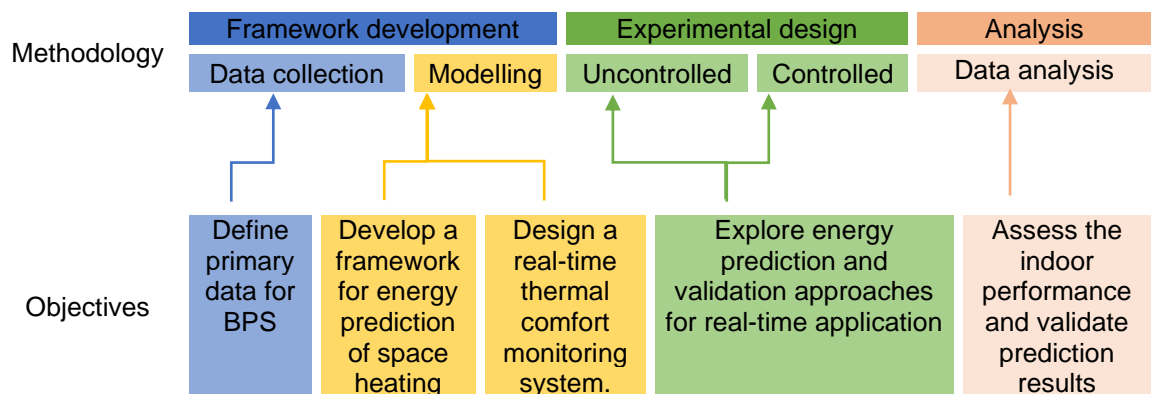 Methodology
Framework development
Experimental design
Analysis
Data collection
Modelling
Uncontrolled
Controlled
Data analysis
Objectives
Define
primary
data for
BPS
Develop a
framework
for energy
prediction
of space
heating
Design a
real-time
thermal
comfort
monitoring
system.
Explore energy
prediction and
validation approaches
for real-time application
Assess the
indoor
performance
and validate
prediction
results